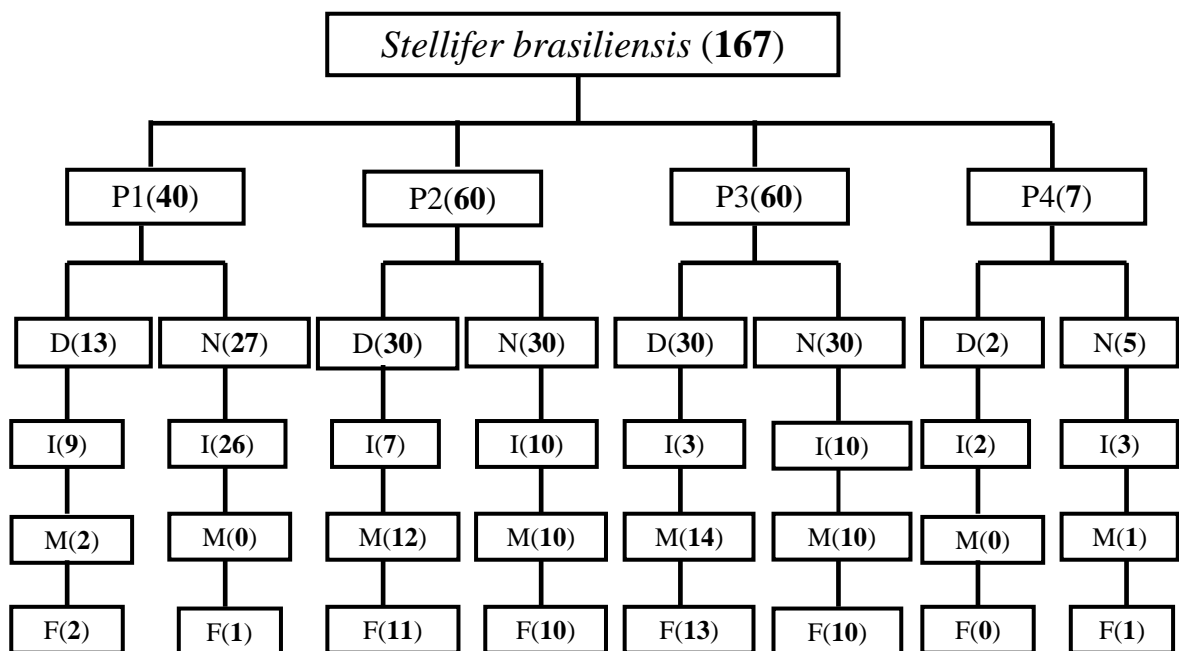 Stellifer brasiliensis (167)
P1(40) P2(60) P3(60) P4(7)
D(13) N(27) D(30) N(30) D(30) N(30) D(2) N(5)
I(9) I(26) I(7) I(10) I(3) I(10) I(2) I(3)
M(2) M(0) M(12) M(10) M(14) M(10) M(0) M(1)
F(2) F(1) F(11) F(10) F(13) F(10) F(0) F(1)